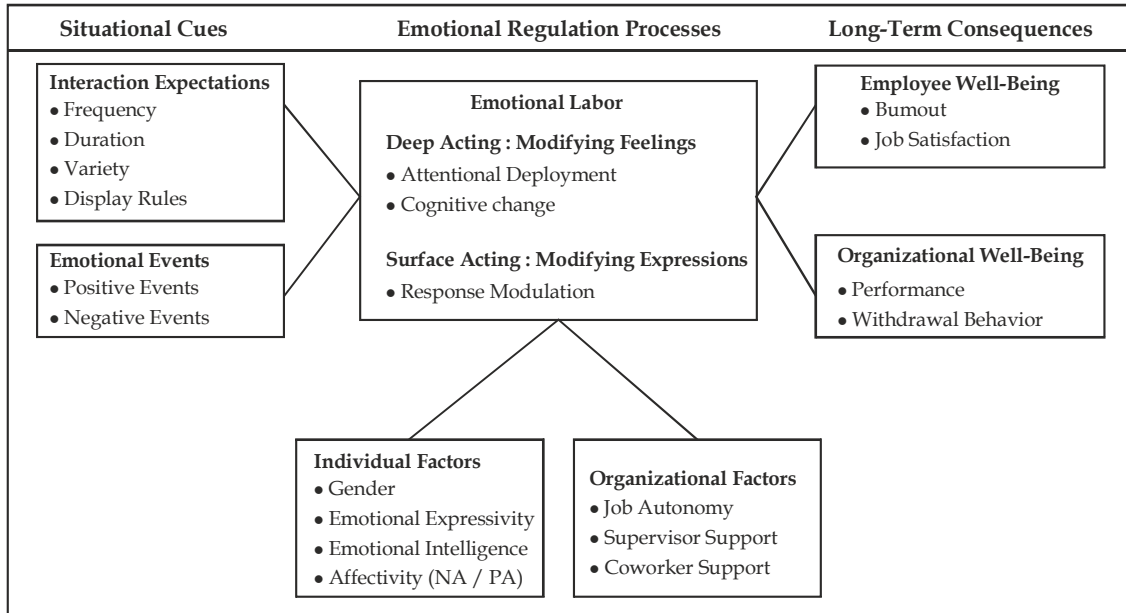 Situational Cues
Emotional Regulation Processes
Long-Term Consequences
Interaction Expectations
● Frequency
● Duration
● Variety
● Display Rules
Emotional Events
● Positive Events
● Negative Events
Emotional Labor
Deep Acting : Modifying Feelings
● Attentional Deployment
● Cognitive change
Surface Acting : Modifying Expressions
● Response Modulation
Employee Well-Being
● Bumout
● Job Satisfaction
Organizational Well-Being
● Performance
● Withdrawal Behavior
Individual Factors
● Gender
● Emotional Expressivity
● Emotional Intelligence
● Affectivity (NA / PA)
Organizational Factors
● Job Autonomy
● Supervisor Support
● Coworker Support